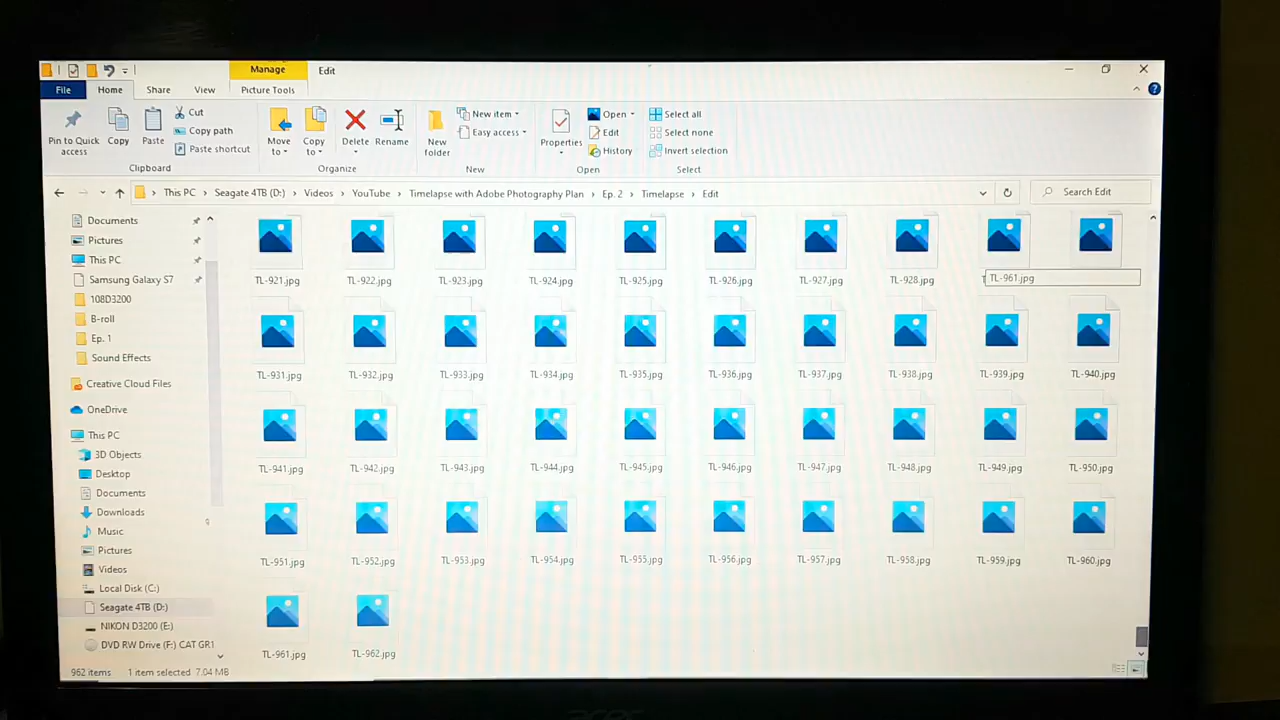 Manage
Edit
File
Home
Share
View
Picture Tools
Pin to Quick access
Copy
Paste
Cut
Copy path
Paste shortcut
Clipboard
Move to
Copy to
Delete
Rename
Organize
New folder
New item
Easy access
New
Properties
Open
Edit
History
Open
Select all
Select none
Invert selection
Select
This PC > Seagate 4TB (D:) > Videos > YouTube > Timelapse with Adobe Photography Plan > Ep. 2 > Timelapse > Edit
Search Edit
Documents
Pictures
This PC
Samsung Galaxy S7
108D3200
B-roll
Ep. 1
Sound Effects
Creative Cloud Files
OneDrive
This PC
3D Objects
Desktop
Documents
Downloads
Music
Pictures
Videos
Local Disk (C:)
Seagate 4TB (D:)
NIKON D3200 (E:)
DVD RW Drive (F:) CAT GR1
TL-921.jpg TL-922.jpg TL-923.jpg TL-924.jpg TL-925.jpg TL-926.jpg TL-927.jpg TL-928.jpg TL-961.jpg
TL-931.jpg TL-932.jpg TL-933.jpg TL-934.jpg TL-935.jpg TL-936.jpg TL-937.jpg TL-938.jpg TL-939.jpg TL-940.jpg
TL-941.jpg TL-942.jpg TL-943.jpg TL-944.jpg TL-945.jpg TL-946.jpg TL-947.jpg TL-948.jpg TL-949.jpg TL-950.jpg
TL-951.jpg TL-952.jpg TL-953.jpg TL-954.jpg TL-955.jpg TL-956.jpg TL-957.jpg TL-958.jpg TL-959.jpg TL-960.jpg
TL-961.jpg TL-962.jpg
962 items 1 item selected 7.04 MB
acer